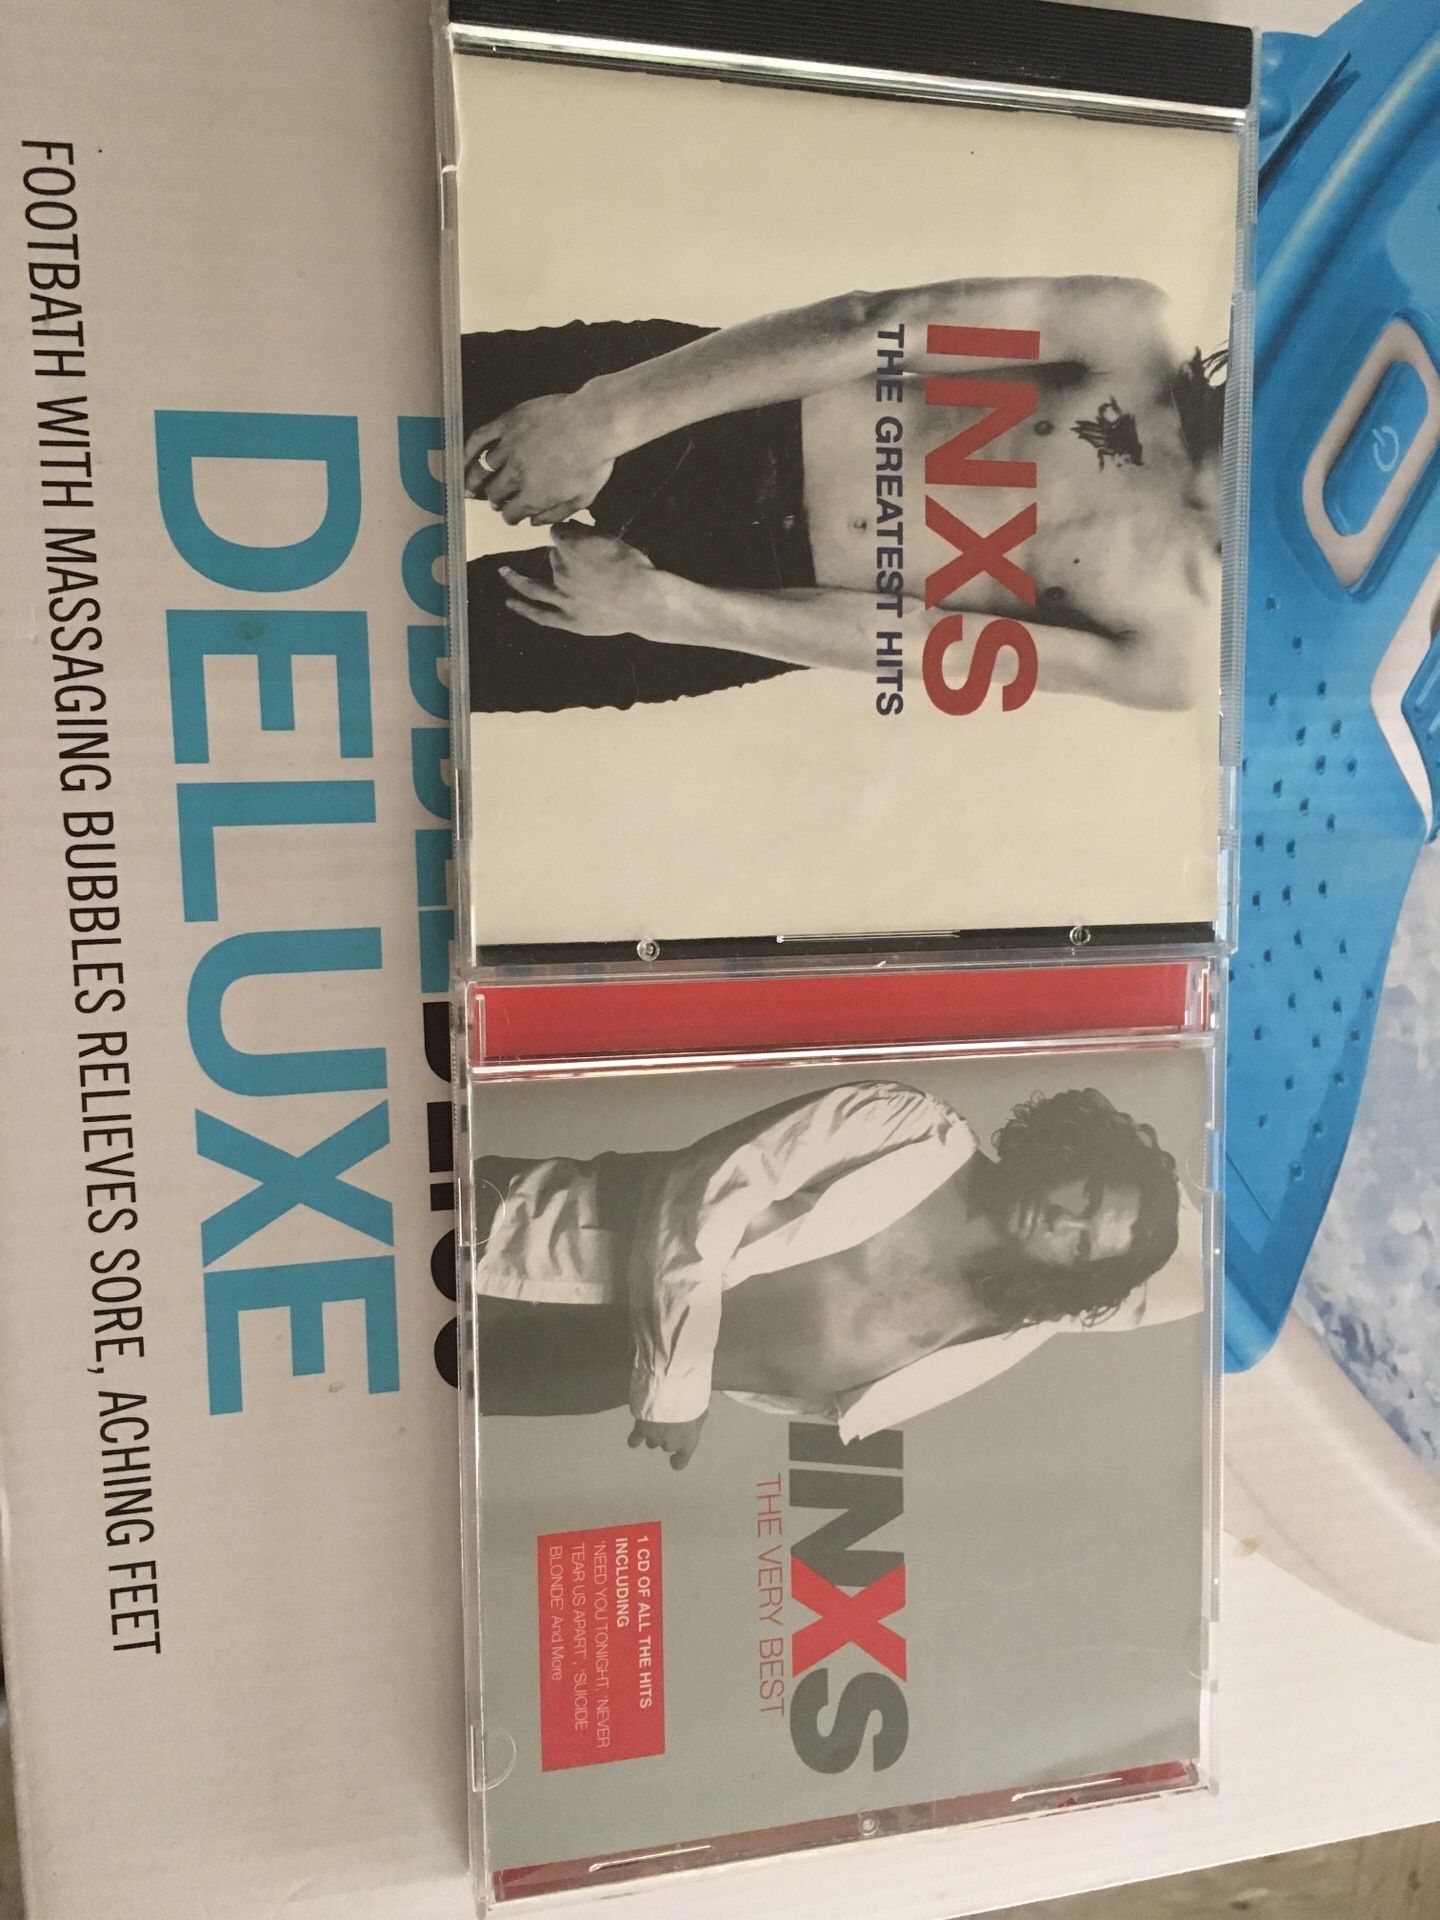 INXS
THE GREATEST HITS
INXS
THE VERY BEST
1 CD OF ALL THE HITS
INCLUDING
'NEED YOU TONIGHT, 'NEVER
TEAR US APART', 'SUICIDE
BLONDE' And More
DELUXE
FOOTBATH WITH MASSAGING BUBBLES RELIEVES SORE, ACHING FEET